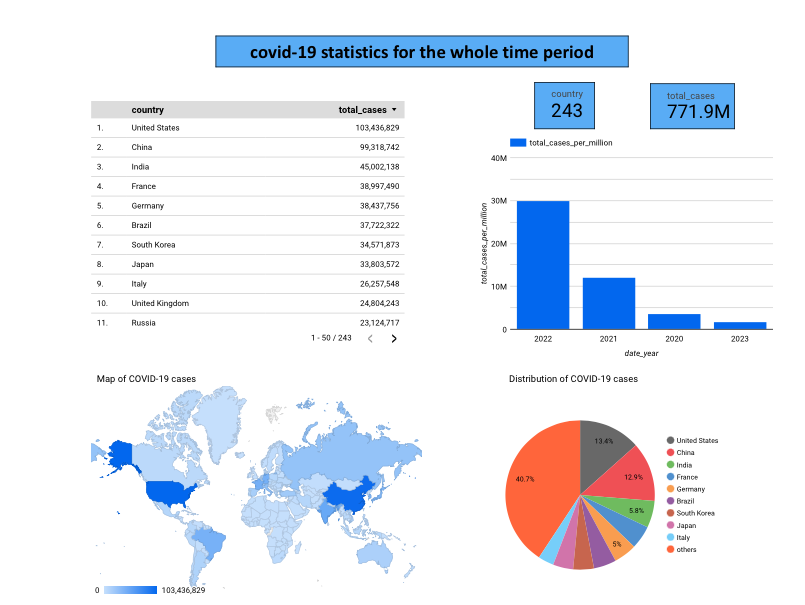 covid-19 statistics for the whole time period
country
243
total_cases
771.9M
country total_cases
1. United States 103,436,829
2. China 99,318,742
3. India 45,002,138
4. France 38,997,490
5. Germany 38,437,756
6. Brazil 37,722,322
7. South Korea 34,571,873
8. Japan 33,803,572
9. Italy 26,257,548
10. United Kingdom 24,804,243
11. Russia 23,124,717
1 - 50 / 243
total_cases_per_million
40M
30M
20M
10M
0
total_cases_per_million
2022 2021 2020 2023
date_year
Map of COVID-19 cases
0 103,436,829
Distribution of COVID-19 cases
13.4%
12.9%
5.8%
5%
40.7%
United States
China
India
France
Germany
Brazil
South Korea
Japan
Italy
others